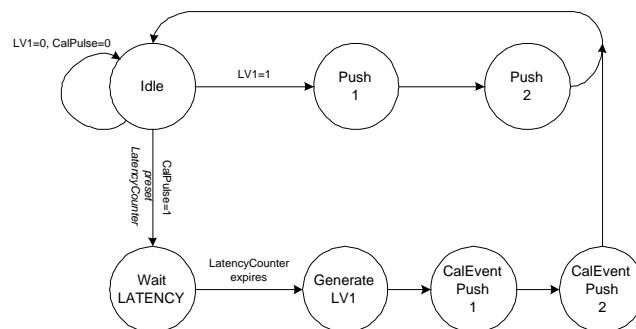 LV1=0, CalPulse=0
Idle
LV1=1
Push
1
Push
2
CalPulse=1
preset
LatencyCounter
Wait
LATENCY
LatencyCounter
expires
Generate
LV1
CalEvent
Push
1
CalEvent
Push
2